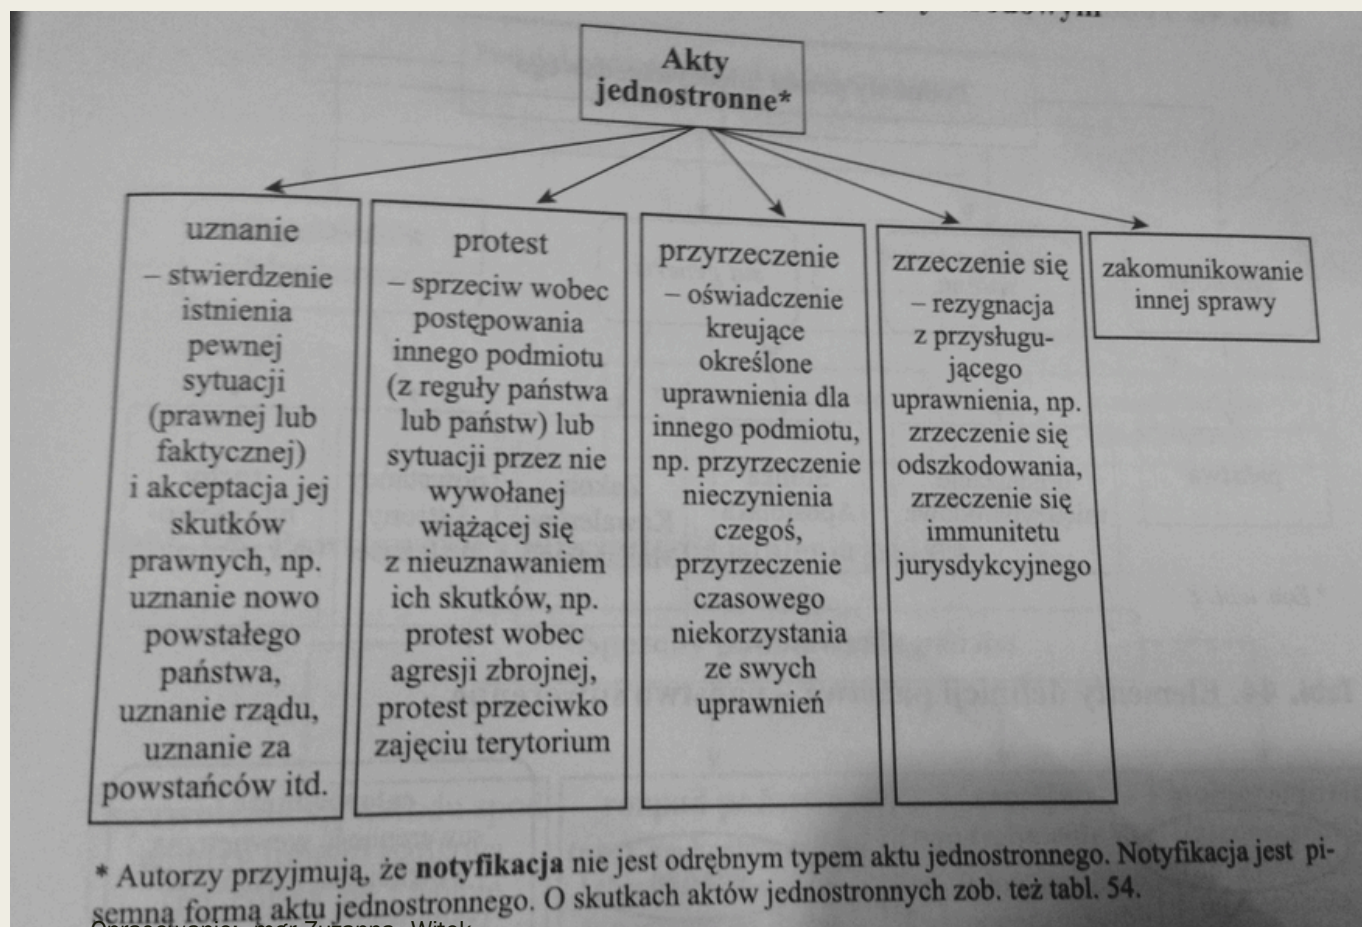 Akty
jednostronne*
uznanie
– stwierdzenie
istnienia
pewnej
sytuacji
(prawnej lub
faktycznej)
i akceptacja jej
skutków
prawnych, np.
uznanie nowo
powstałego
państwa,
uznanie rządu,
uznanie za
powstańców itd.
protest
– sprzeciw wobec
postępowania
innego podmiotu
(z reguły państwa
lub państw) lub
sytuacji przez nie
wywołanej
wiążącej się
z nieuznawaniem
ich skutków, np.
protest wobec
agresji zbrojnej,
protest przeciwko
zajęciu terytorium
przyrzeczenie
– oświadczenie
kreujące
określone
uprawnienia dla
innego podmiotu,
np. przyrzeczenie
nieczynienia
czegoś,
przyrzeczenie
czasowego
niekorzystania
ze swych
uprawnień
zrzeczenie się
– rezygnacja
z przysługu-
jącego
uprawnienia, np.
zrzeczenie się
odszkodowania,
zrzeczenie się
immunitetu
jurysdykcyjnego
zakomunikowanie
innej sprawy
* Autorzy przyjmują, że notyfikacja nie jest odrębnym typem aktu jednostronnego. Notyfikacja jest pi-
semną formą aktu jednostronnego. O skutkach aktów jednostronnych zob. też tabl. 54.
Opracowanie: mgr Zuzanna Witek